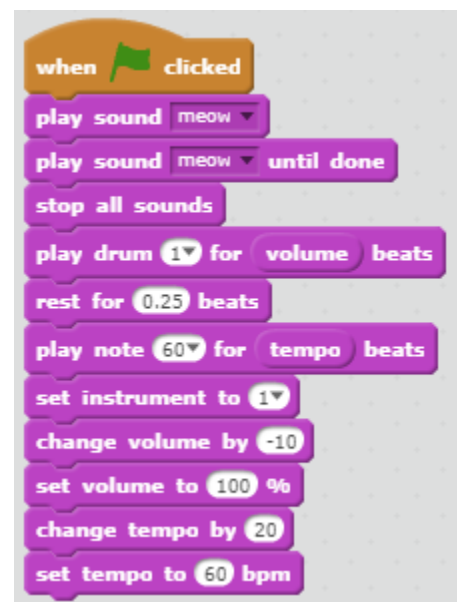 when clicked
play sound meow
play sound meow until done
stop all sounds
play drum 1 for volume beats
rest for 0.25 beats
play note 60 for tempo beats
set instrument to 1
change volume by -10
set volume to 100 %
change tempo by 20
set tempo to 60 bpm